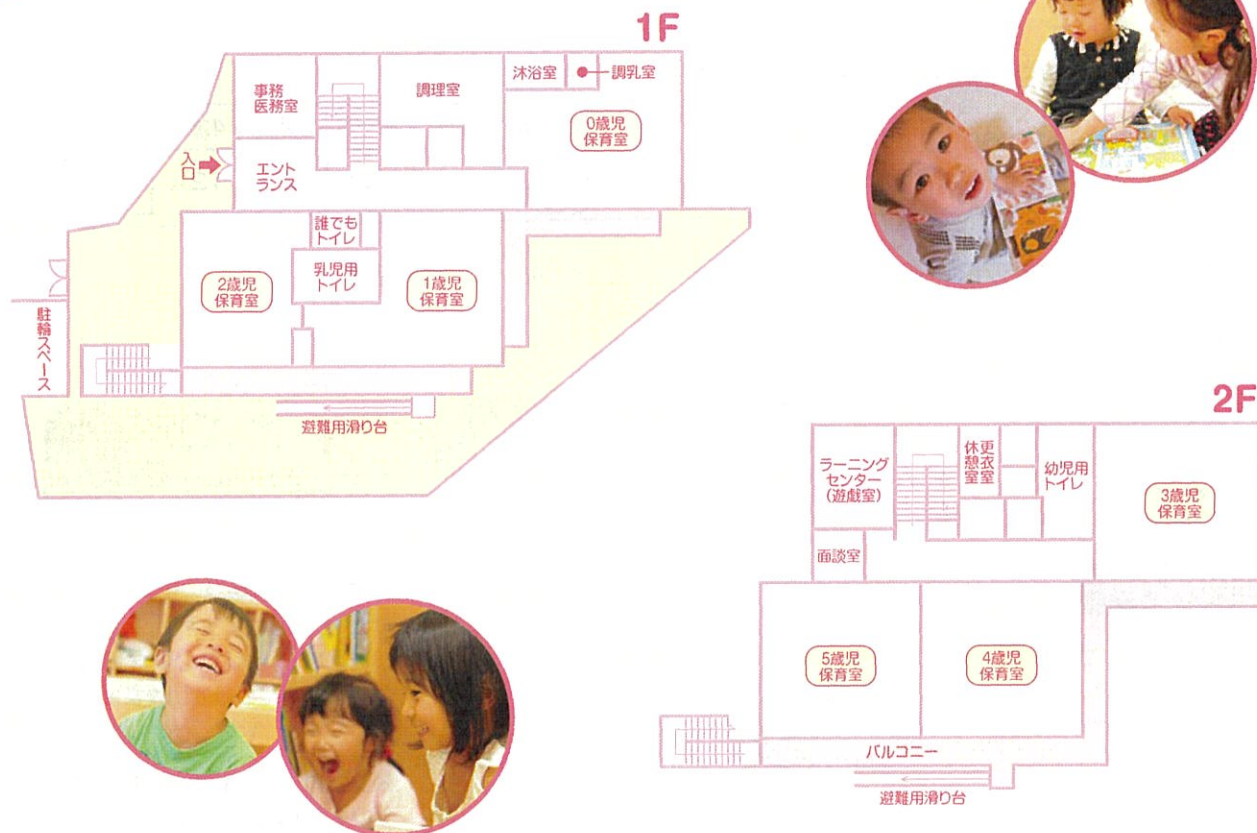 1F
事務
医務室
調理室
沐浴室
調乳室
0歳児
保育室
入口
エント
ランス
誰でも
トイレ
乳児用
トイレ
2歳児
保育室
1歳児
保育室
駐輪スペース
避難用滑り台
2F
ラーニング
センター
(遊戯室)
更衣室
休憩室
幼児用
トイレ
3歳児
保育室
面談室
5歳児
保育室
4歳児
保育室
バルコニー
避難用滑り台